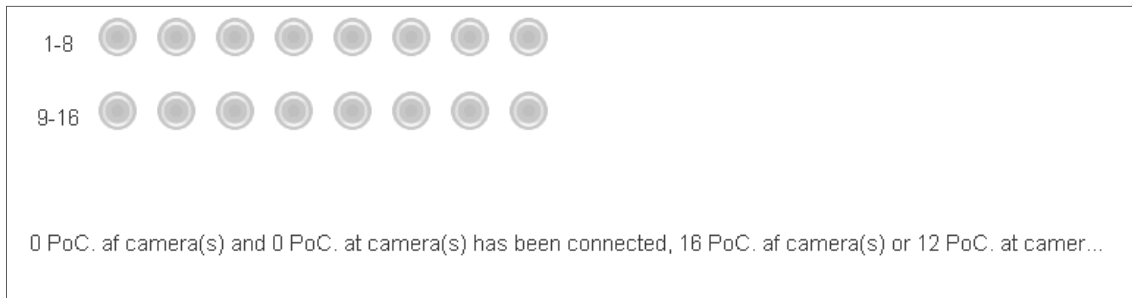 1-8
9-16
0 PoC. af camera(s) and 0 PoC. at camera(s) has been connected, 16 PoC. af camera(s) or 12 PoC. at camer...